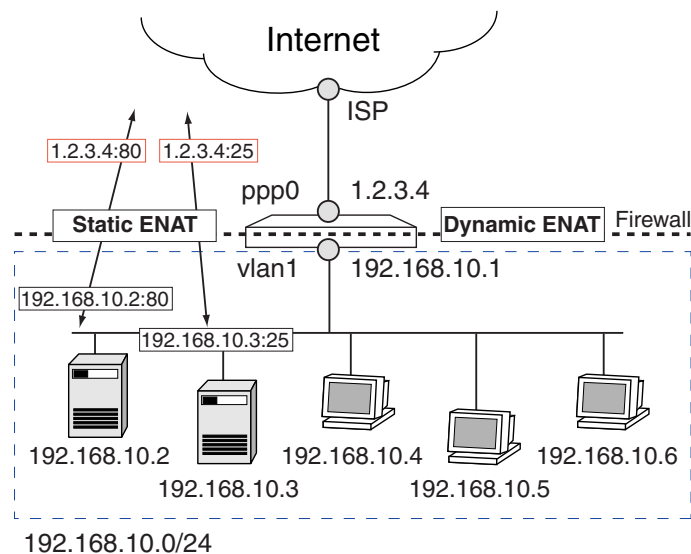 Internet
ISP
1.2.3.4:80
1.2.3.4:25
ppp0
1.2.3.4
Static ENAT
Dynamic ENAT
Firewall
vlan1
192.168.10.1
192.168.10.2:80
192.168.10.3:25
192.168.10.2
192.168.10.3
192.168.10.4
192.168.10.5
192.168.10.6
192.168.10.0/24